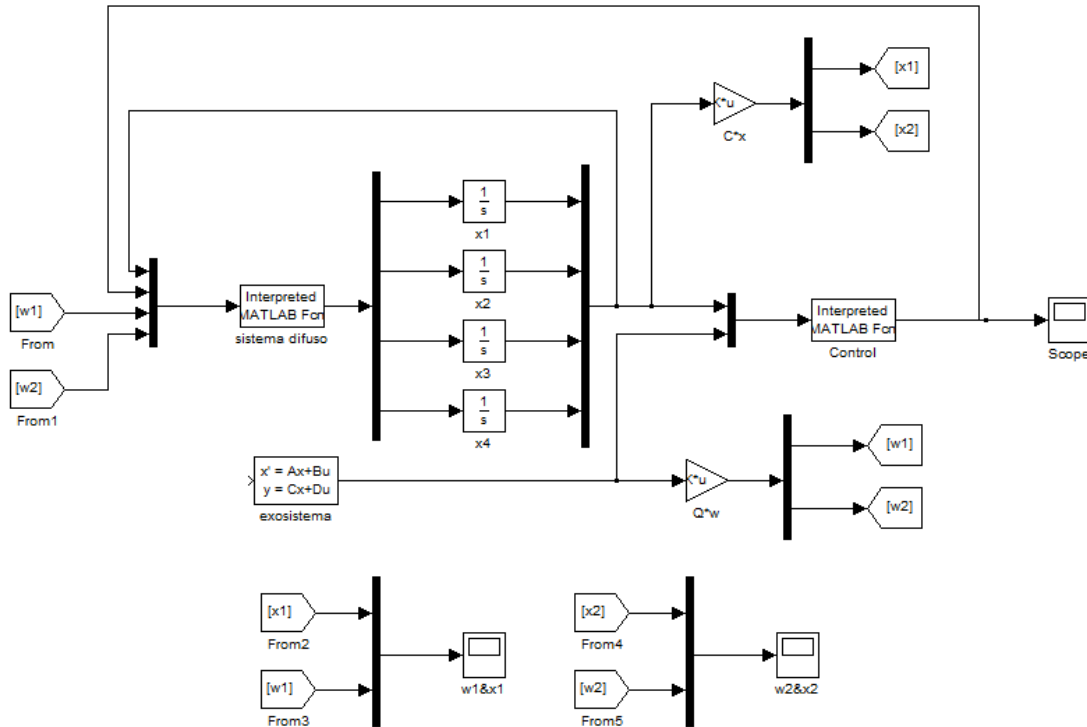 [x1]
K*u
[x2]
C*x
1
s
x1
1
s
x2
[w1]
From
Interpreted
MATLAB Fcn
sistema difuso
Interpreted
MATLAB Fcn
Control
Scope
1
s
x3
[w2]
From1
1
s
x4
[w1]
x' = Ax+Bu
y = Cx+Du
exosistema
K*u
Q*w
[w2]
[x1]
From2
[x2]
From4
w1&x1
w2&x2
[w1]
From3
[w2]
From5